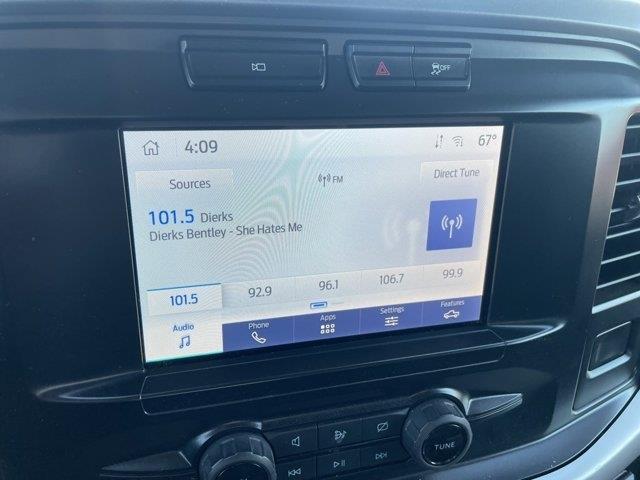 OFF
4:09
67°
Sources
FM
Direct Tune
101.5 Dierks
Dierks Bentley - She Hates Me
101.5
92.9
96.1
106.7
99.9
Audio
Phone
Apps
Settings
Features
TUNE